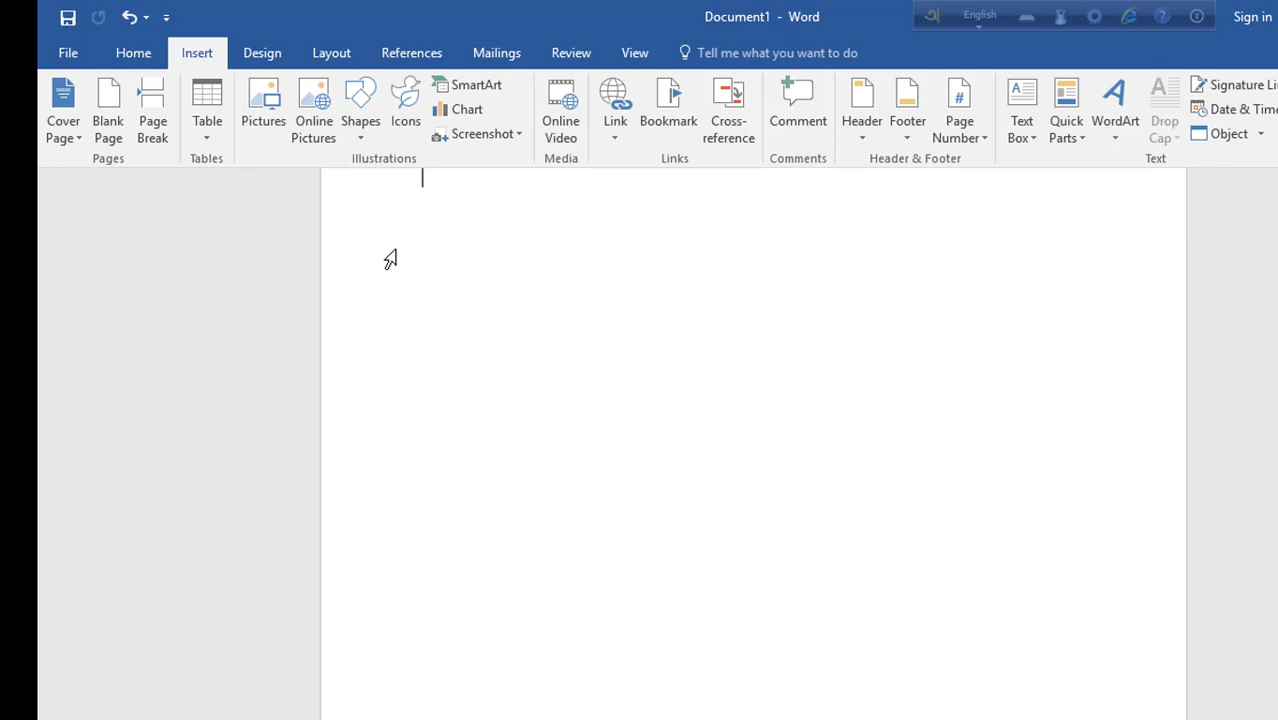 Document1 - Word
English
Sign in
File Home Insert Design Layout References Mailings Review View Tell me what you want to do
Cover Page
Blank Page
Page Break
Pages
Table
Tables
Pictures
Online Pictures
Shapes
Icons
SmartArt
Chart
Screenshot
Illustrations
Online Video
Media
Link
Bookmark
Cross-reference
Links
Comment
Comments
Header
Footer
Page Number
Header & Footer
Text Box
Quick Parts
WordArt
Drop Cap
Signature Li
Date & Time
Object
Text